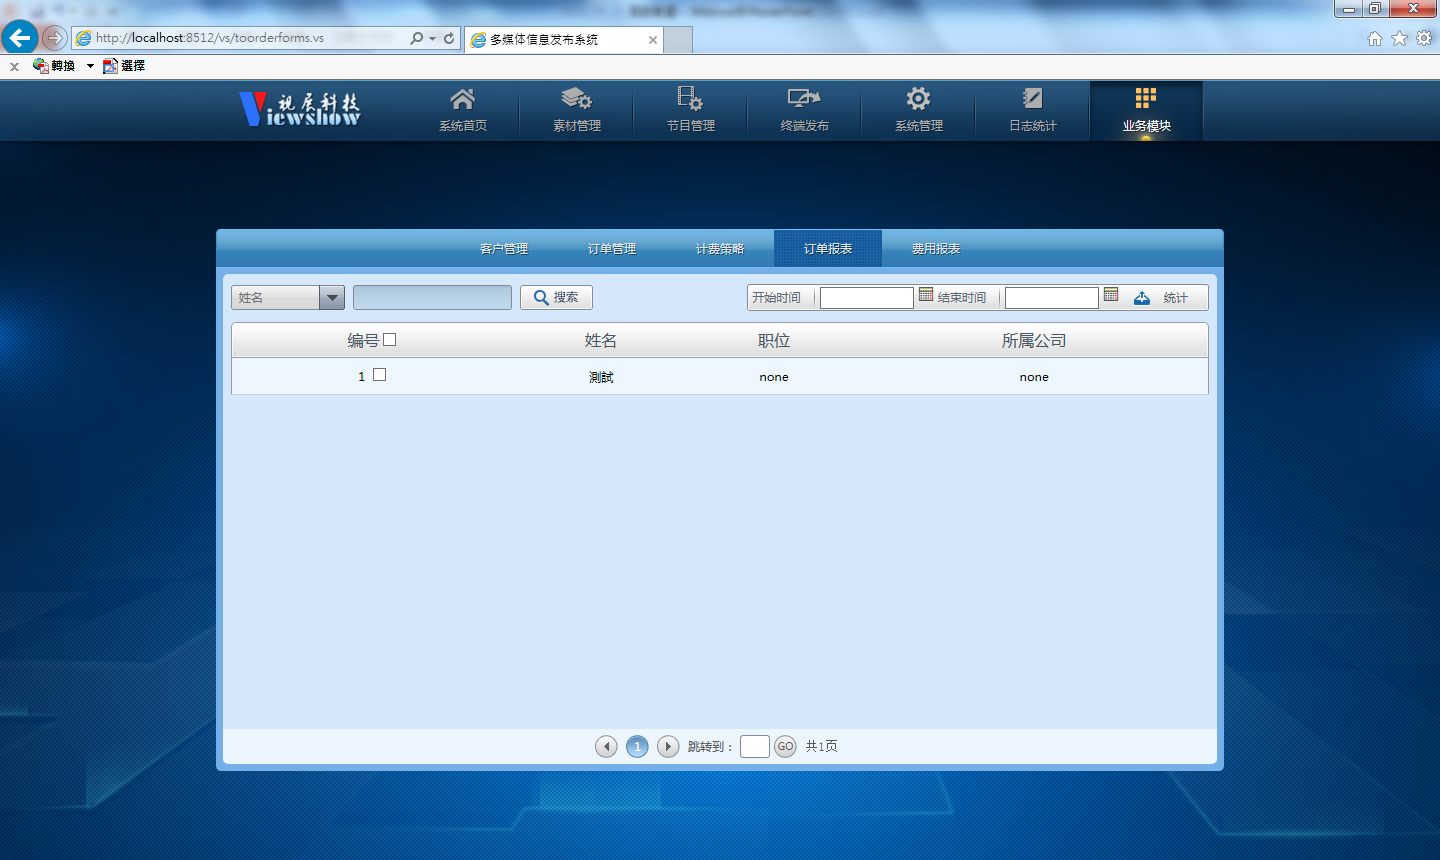 http://localhost:8512/vs/toorderforms.vs
多媒体信息发布系统
x 轉換 選擇
视展科技
Viewshow
系统首页 素材管理 节目管理 终端发布 系统管理 日志统计 业务模块
客户管理 订单管理 计费策略 订单报表 费用报表
姓名 搜索 开始时间 结束时间 统计
编号 姓名 职位 所属公司
1 测試 none none
1 跳转到： GO 共1页